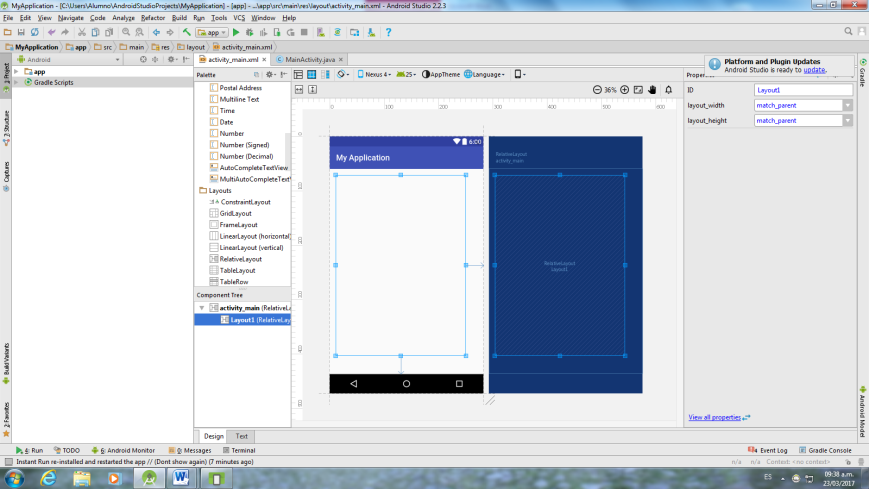 MyApplication - [C:\Users\Alumno\AndroidStudioProjects\MyApplication] - [app] - ...\app\src\main\res\layout\activity_main.xml - Android Studio 2.2.3
File Edit View Navigate Code Analyze Refactor Build Run Tools VCS Window Help
app
MyApplication app src main res layout activity_main.xml
Android
activity_main.xml MainActivity.java
Platform and Plugin Updates
Android Studio is ready to update.
1: Project
Z: Structure
Captures
Build Variants
2: Favorites
app
Gradle Scripts
Palette
Postal Address
Multiline Text
Time
Date
Number
Number (Signed)
Number (Decimal)
AutoCompleteTextView
MultiAutoCompleteText
Layouts
ConstraintLayout
GridLayout
FrameLayout
LinearLayout (horizontal)
LinearLayout (vertical)
RelativeLayout
TableLayout
TableRow
Component Tree
activity_main (RelativeLa
Layout1 (RelativeLay
Nexus 4 25 AppTheme Language
36%
0 100 200 300 400 500 600
0
100
200
300
400
500
6:00
My Application
RelativeLayout
activity_main
RelativeLayout
Layout1
Properties
ID Layout1
layout_width match_parent
layout_height match_parent
View all properties
Gradle
Android Model
Design Text
4: Run TODO 6: Android Monitor 0: Messages Terminal
Event Log Gradle Console
Instant Run re-installed and restarted the app // (Dont show again) (7 minutes ago)
n/a n/a Context: <no context>
ES
09:38 a.m.
23/03/2017